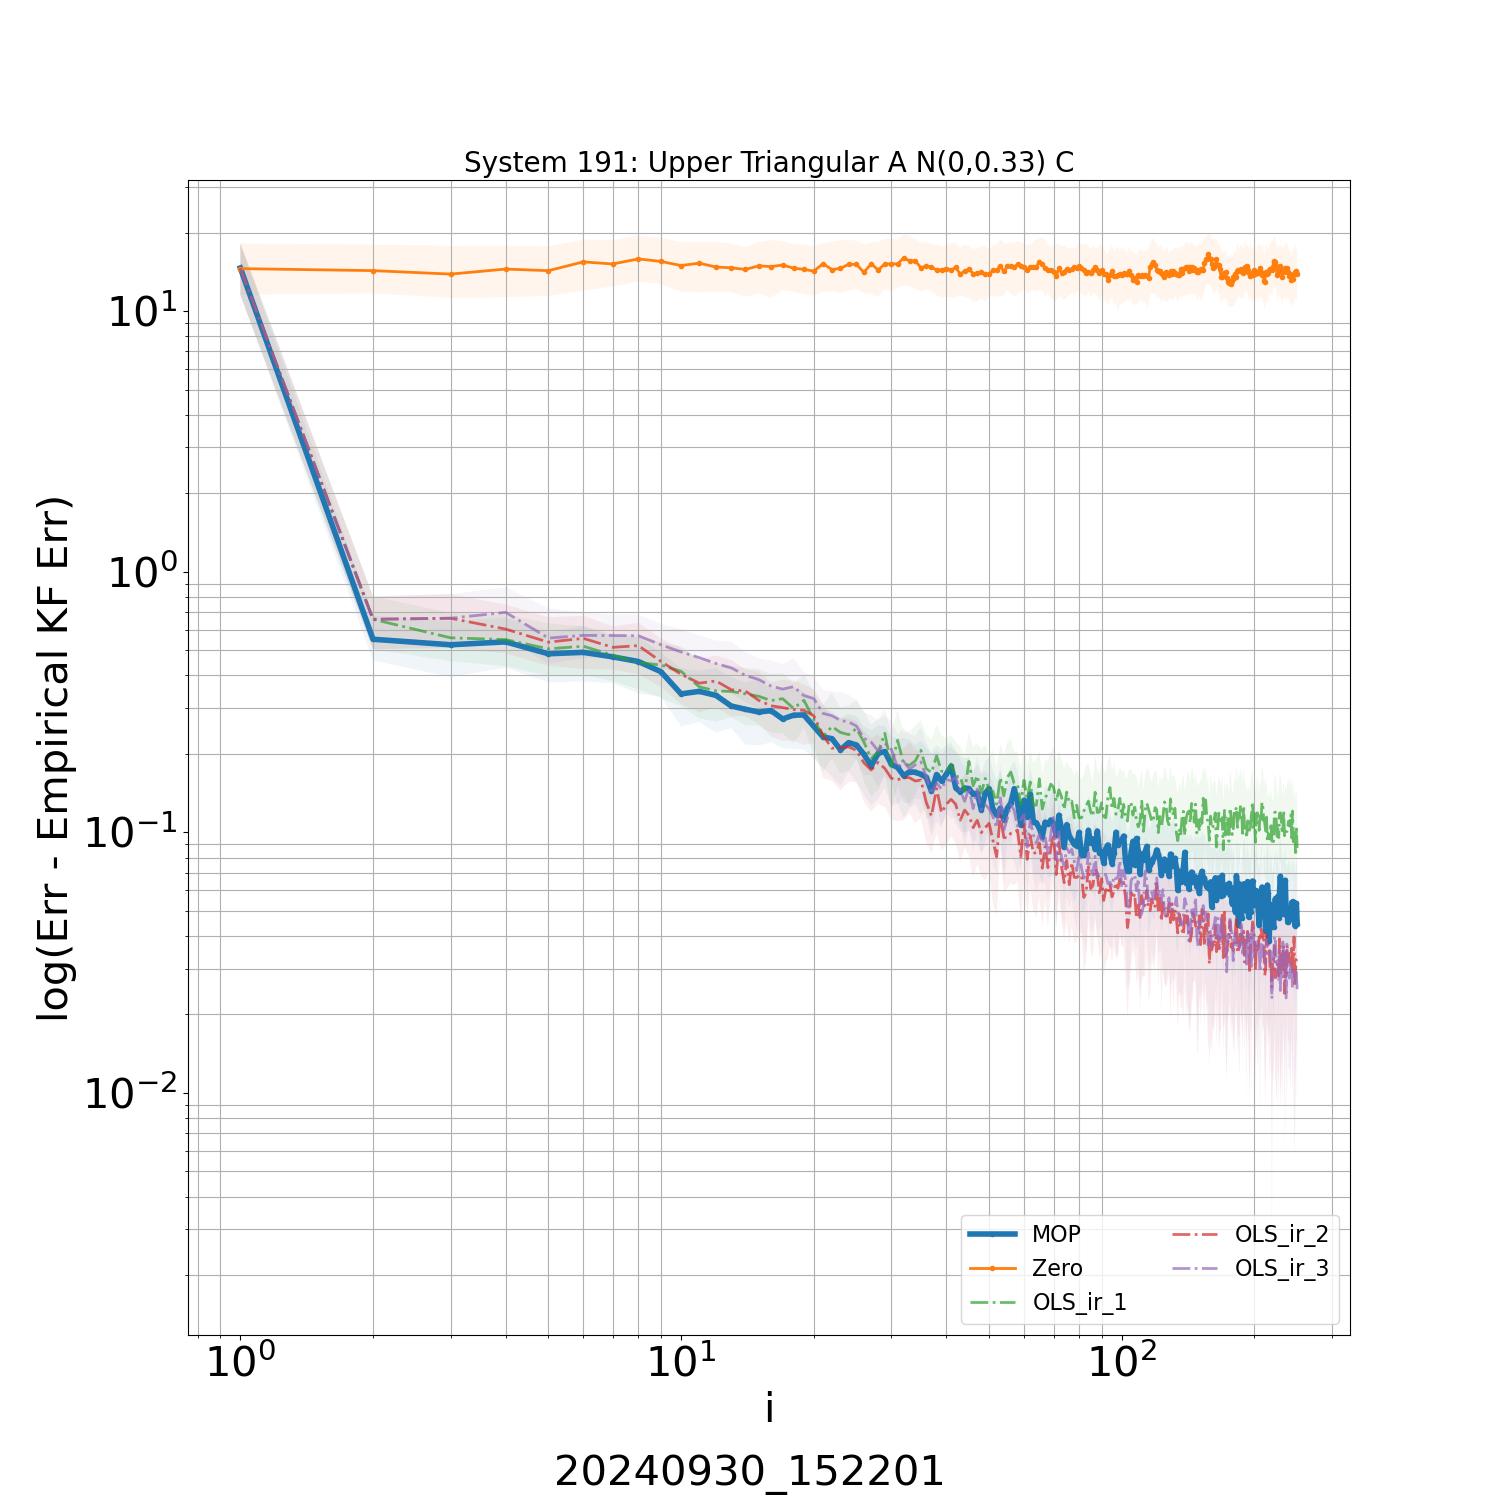 System 191: Upper Triangular A N(0,0.33) C
log(Err - Empirical KF Err)
10^1
10^0
10^-1
10^-2
10^0 10^1 10^2
i
MOP
Zero
OLS_ir_1
OLS_ir_2
OLS_ir_3
20240930_152201